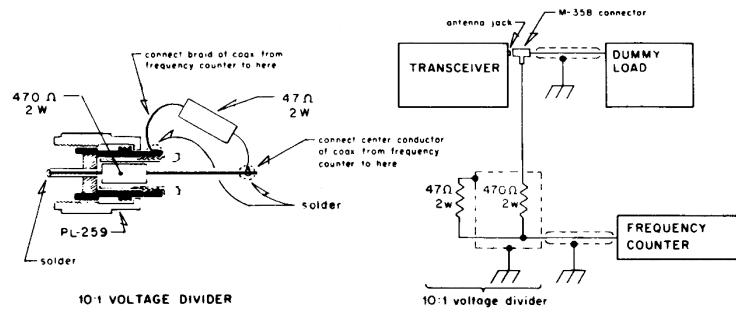 connect braid of coax from
frequency counter to here
470 Ω
2 W
47Ω
2 W
connect center conductor
of coax from frequency
counter to here
solder
PL-259
solder
10:1 VOLTAGE DIVIDER
antenna jack
M-358 connector
TRANSCEIVER
DUMMY
LOAD
47Ω
2w
470Ω
2w
FREQUENCY
COUNTER
10:1 voltage divider